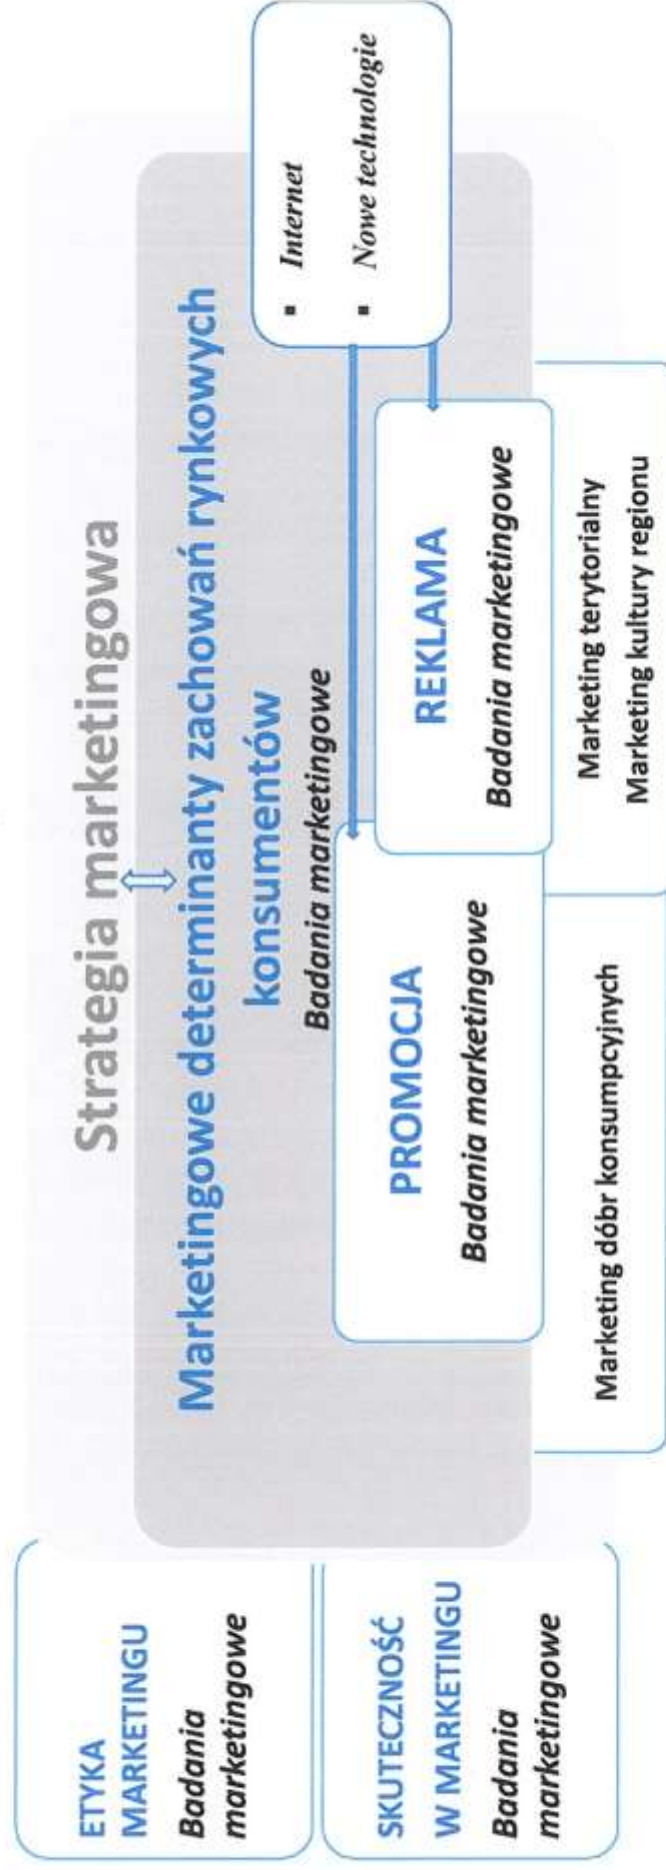 Strategia marketingowa
Marketingowe determinanty zachowań rynkowych
konsumentów
Badania marketingowe
ETYKA
MARKETINGU
Badania
marketingowe
SKUTECZNOŚĆ
W MARKETINGU
Badania
marketingowe
PROMOCJA
Badania marketingowe
REKLAMA
Badania marketingowe
▪ Internet
▪ Nowe technologie
Marketing dóbr konsumpcyjnych
Marketing terytorialny
Marketing kultury regionu